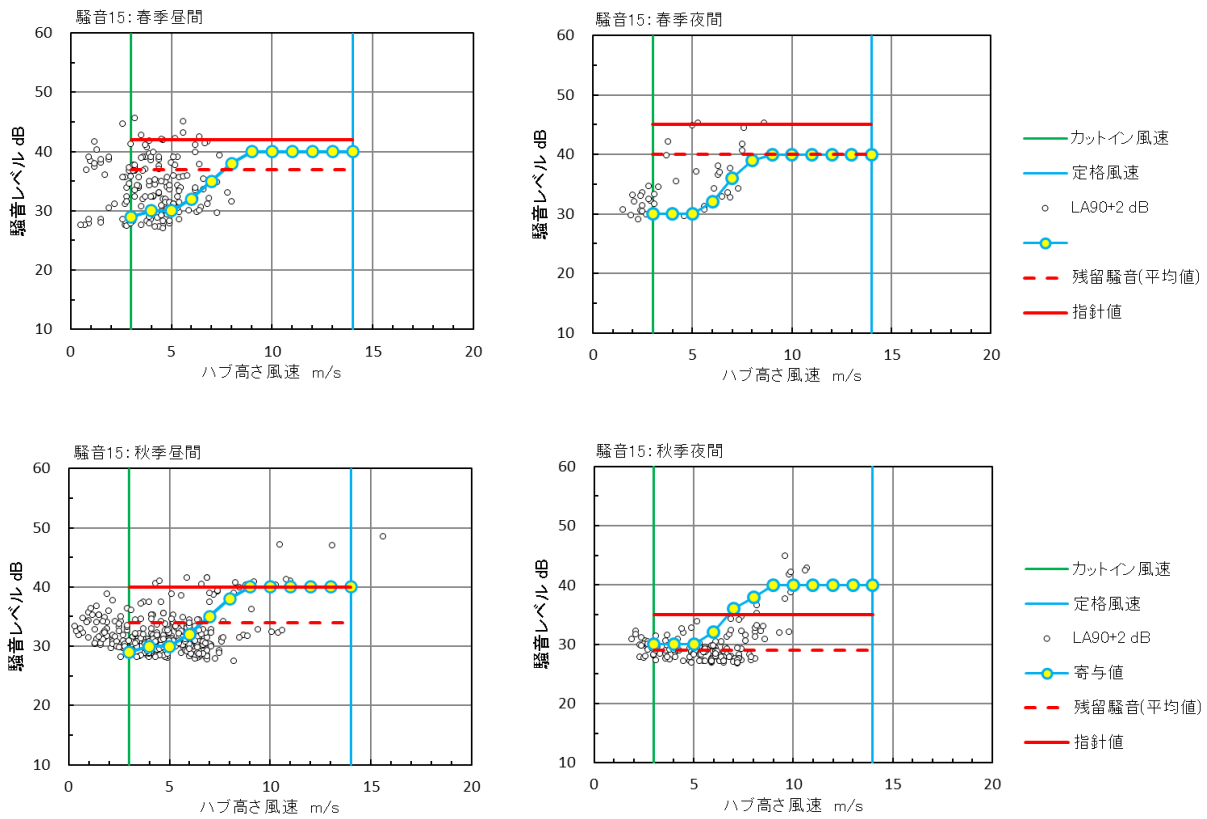 騒音15：春季昼間
60
50
40
30
20
10
騒音レベル dB
0
5
10
15
20
ハブ高さ風速 m/s
騒音15：春季夜間
60
50
40
30
20
10
騒音レベル dB
0
5
10
15
20
ハブ高さ風速 m/s
カットイン風速
定格風速
LA90+2 dB
残留騒音(平均値)
指針値
騒音15：秋季昼間
60
50
40
30
20
10
騒音レベル dB
0
5
10
15
20
ハブ高さ風速 m/s
騒音15：秋季夜間
60
50
40
30
20
10
騒音レベル dB
0
5
10
15
20
ハブ高さ風速 m/s
カットイン風速
定格風速
LA90+2 dB
寄与値
残留騒音(平均値)
指針値